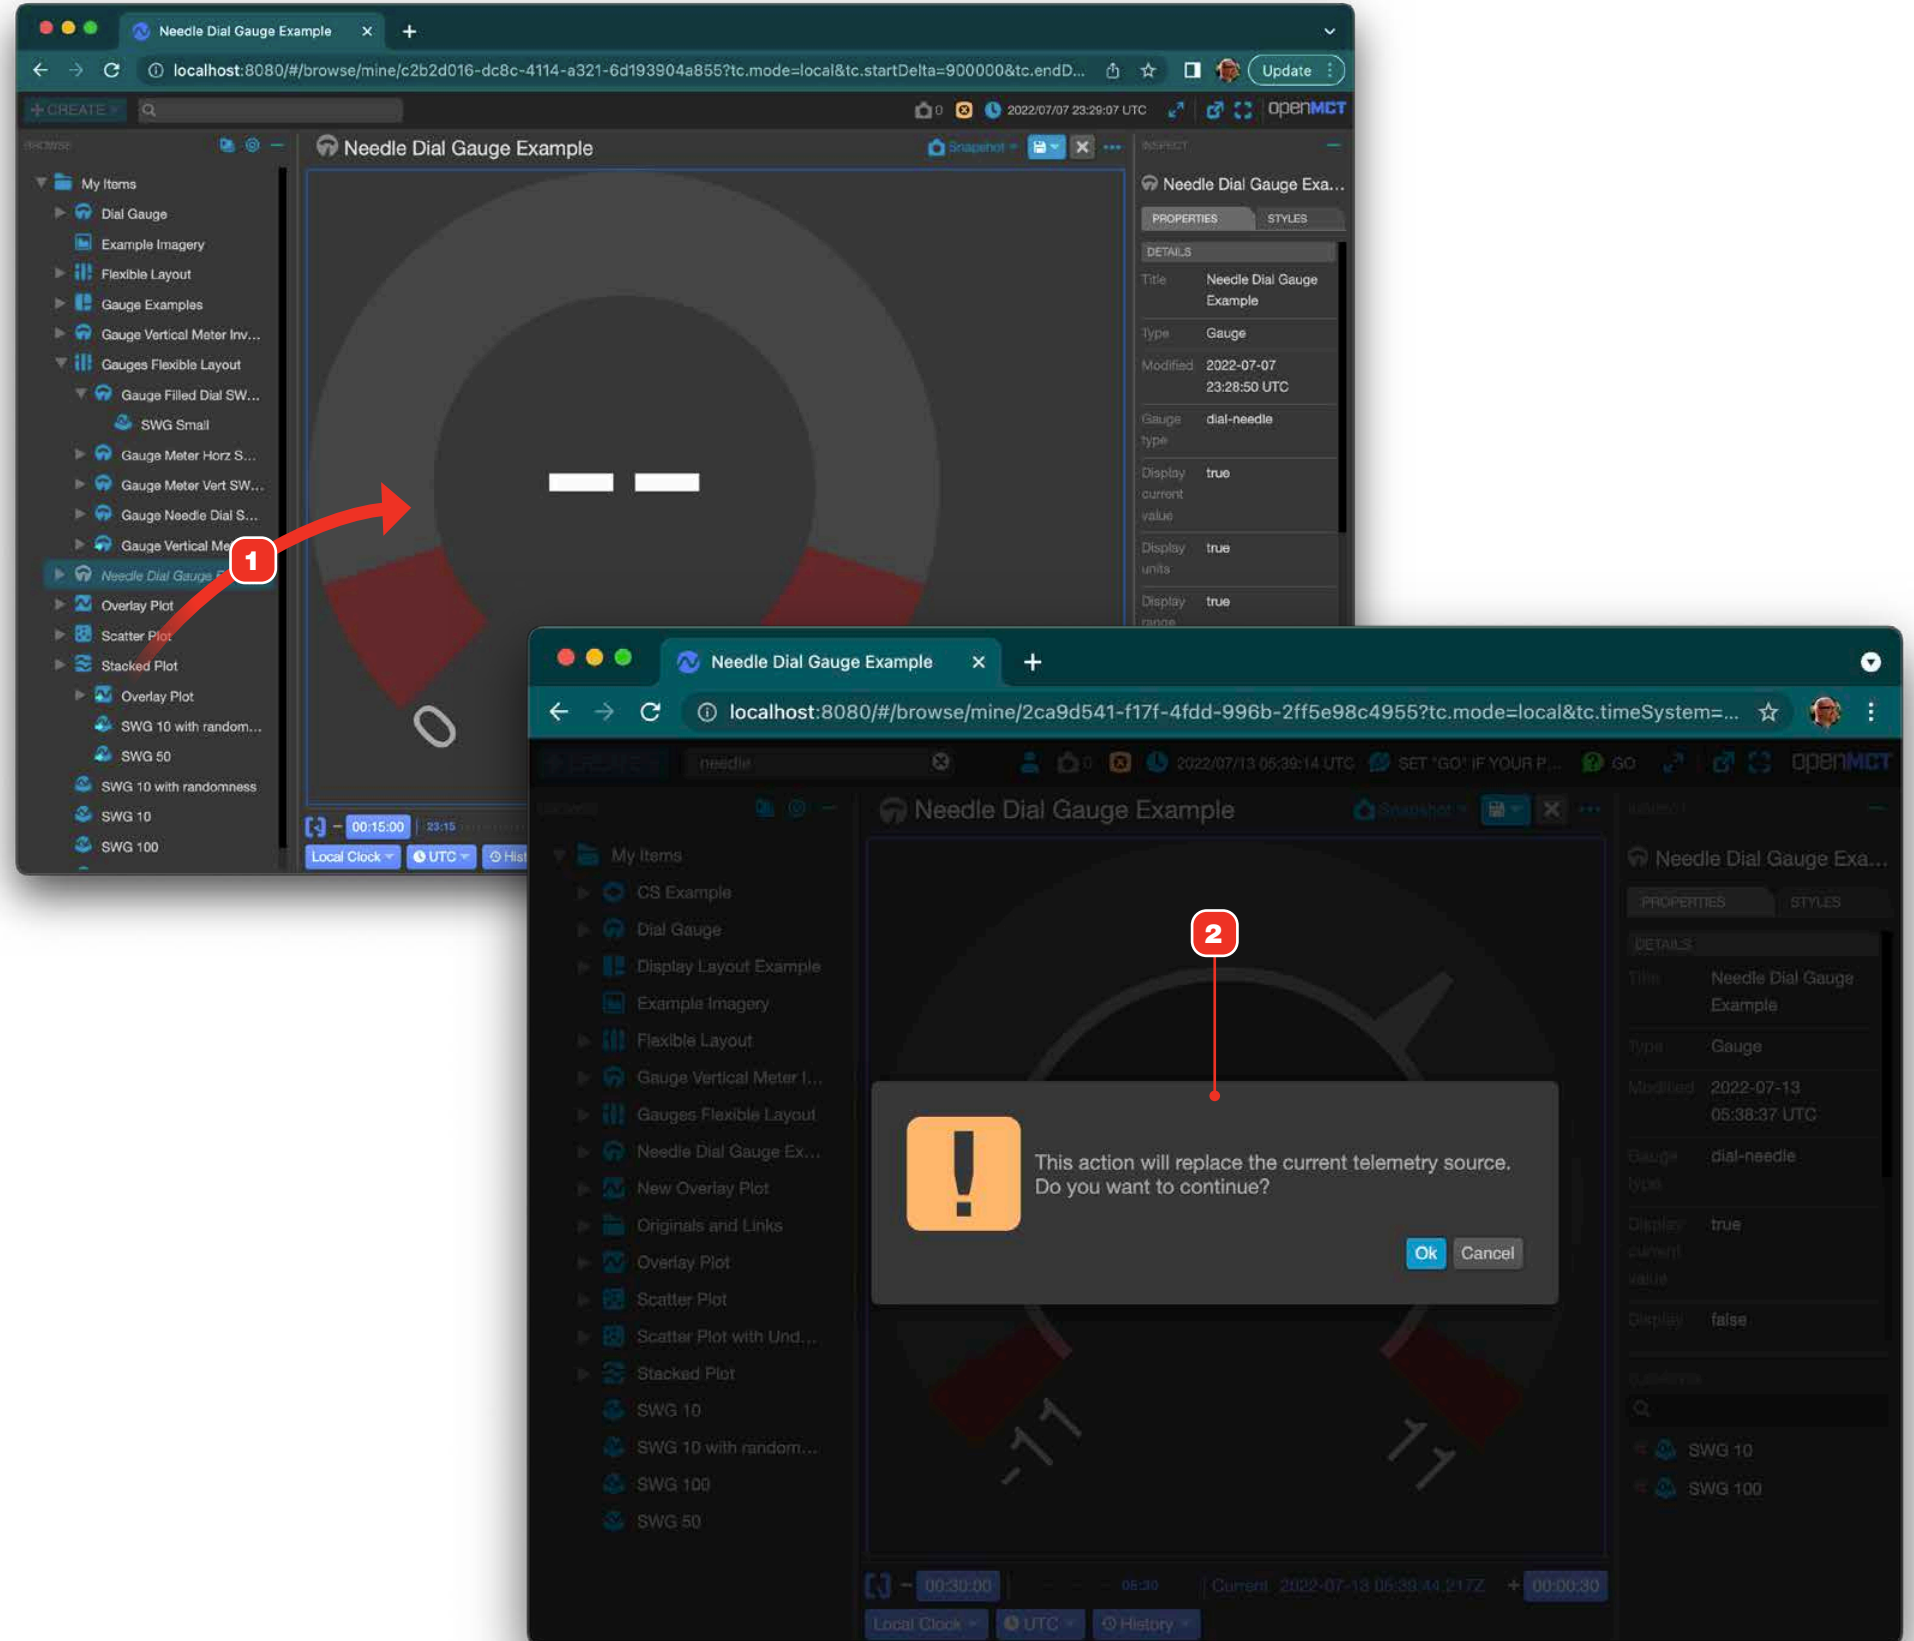 Needle Dial Gauge Example
localhost:8080/#/browse/mine/c2b2d016-dc8c-4114-a321-6d193904a855?tc.mode=local&tc.startDelta=900000&tc.endD...
Update
+ CREATE
0
2022/07/07 23:29:07 UTC
openMCT
BROWSE
Needle Dial Gauge Example
Snapshot
INSPECT
My Items
Dial Gauge
Example Imagery
Flexible Layout
Gauge Examples
Gauge Vertical Meter Inv...
Gauges Flexible Layout
Gauge Filled Dial SW...
SWG Small
Gauge Meter Horz S...
Gauge Meter Vert SW...
Gauge Needle Dial S...
Gauge Vertical Me
Needle Dial Gauge
Overlay Plot
Scatter Plot
Stacked Plot
Overlay Plot
SWG 10 with random...
SWG 50
SWG 10 with randomness
SWG 10
SWG 100
1
--
0
00:15:00
23:15
Local Clock
UTC
Hist
Needle Dial Gauge Exa...
PROPERTIES
STYLES
DETAILS
Title Needle Dial Gauge
Example
Type Gauge
Modified 2022-07-07
23:28:50 UTC
Gauge dial-needle
type
Display true
current
value
Display true
units
Display true
range
Needle Dial Gauge Example
localhost:8080/#/browse/mine/2ca9d541-f17f-4fdd-996b-2ff5e98c4955?tc.mode=local&tc.timeSystem=...
+ CREATE
needle
0
2022/07/13 05:39:14 UTC
SET "GO" IF YOUR P...
GO
openMCT
Needle Dial Gauge Example
Snapshot
My Items
CS Example
Dial Gauge
Display Layout Example
Example Imagery
Flexible Layout
Gauge Vertical Meter I...
Gauges Flexible Layout
Needle Dial Gauge Ex...
New Overlay Plot
Originals and Links
Overlay Plot
Scatter Plot
Scatter Plot with Und...
Stacked Plot
SWG 10
SWG 10 with random...
SWG 100
SWG 50
2
This action will replace the current telemetry source.
Do you want to continue?
Ok
Cancel
-11
11
00:30:00
05:30
Current 2022-07-13 05:39:44.217Z
+ 00:00:30
Local Clock
UTC
History
Needle Dial Gauge Exa...
PROPERTIES
STYLES
DETAILS
Title Needle Dial Gauge
Example
Type Gauge
Modified 2022-07-13
05:38:37 UTC
Gauge dial-needle
type
Display true
current
value
Display false
SWG 10
SWG 100